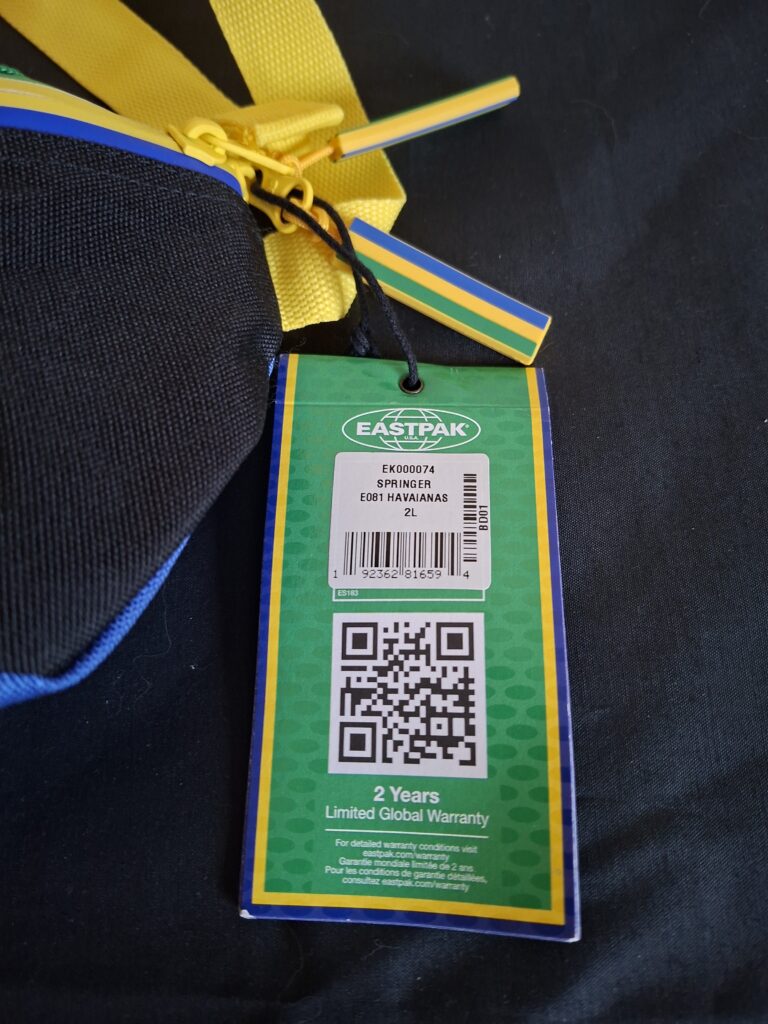 EASTPAK®
U.S.A.
EK000074
SPRINGER
E081 HAVAIANAS
2L
BD01
1 92362 81659 4
ES163
2 Years
Limited Global Warranty
For detailed warranty conditions visit
eastpak.com/warranty
Garantie mondiale limitée de 2 ans
Pour les conditions de garantie détaillées,
consultez eastpak.com/warranty